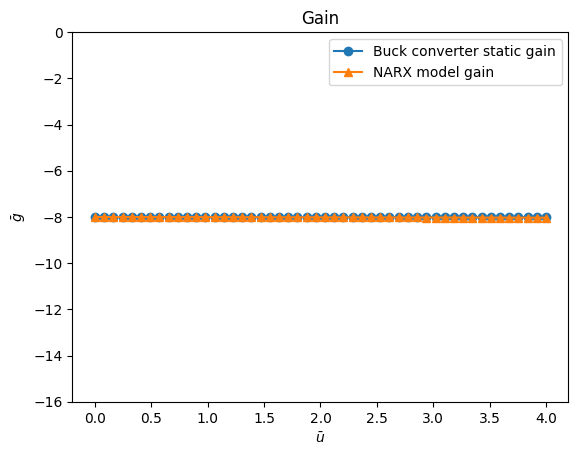 Gain
Buck converter static gain
NARX model gain
0
−2
−4
−6
−8
−10
−12
−14
−16
ḡ
0.0 0.5 1.0 1.5 2.0 2.5 3.0 3.5 4.0
ū